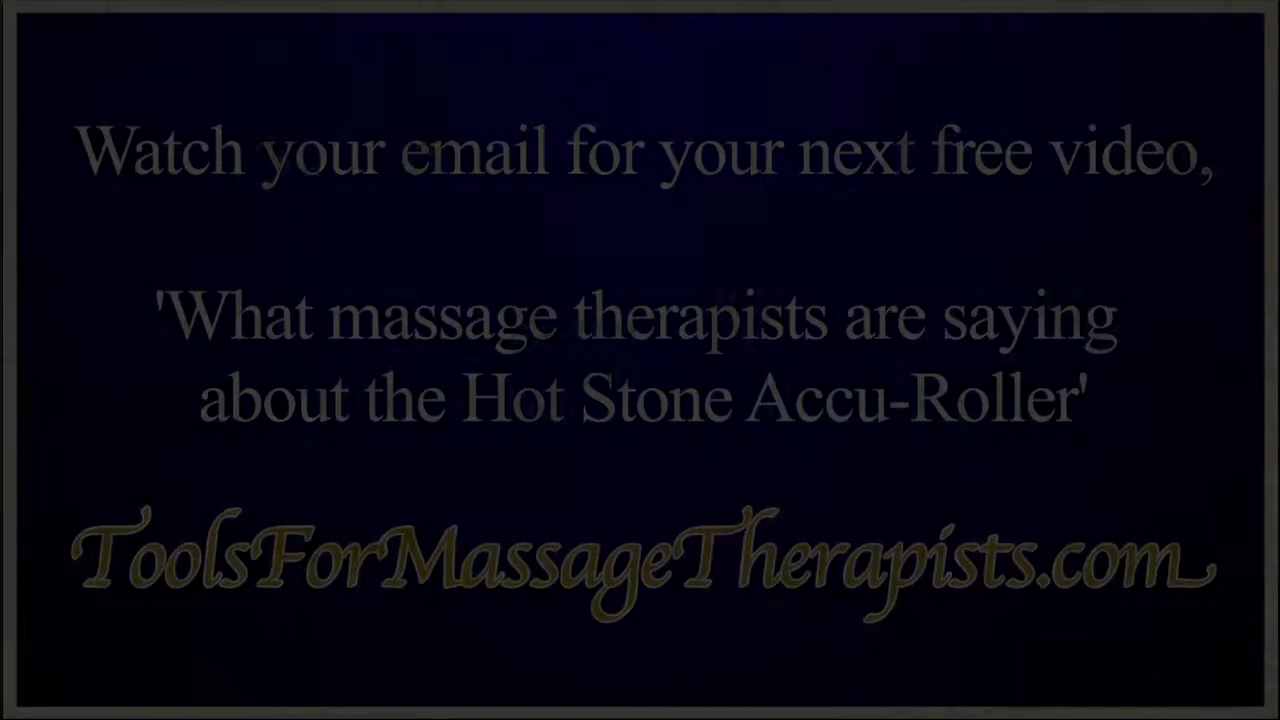 Watch your email for your next free video,
'What massage therapists are saying
about the Hot Stone Accu-Roller'
ToolsForMassageTherapists.com